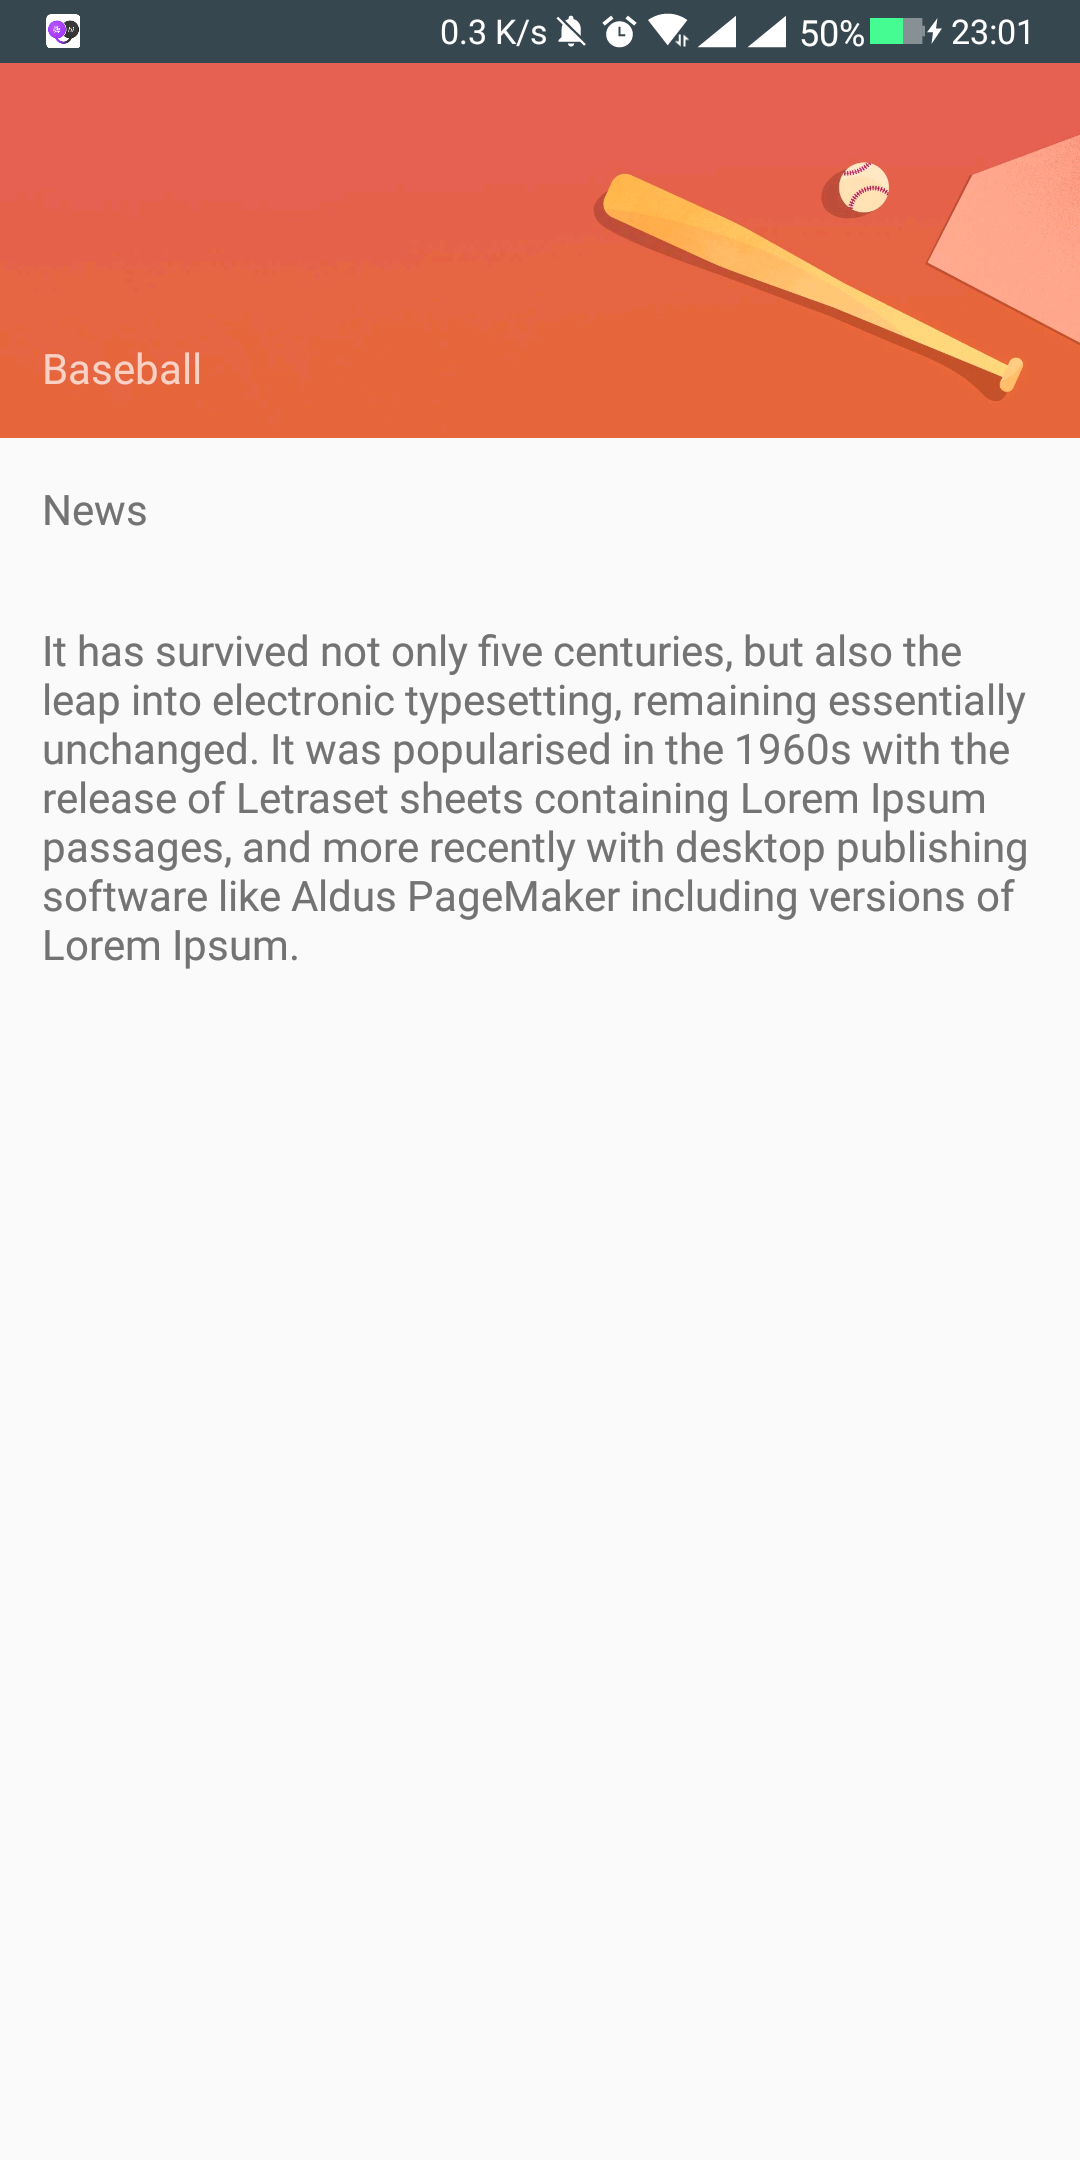 0.3 K/s 50% 23:01
Baseball
News
It has survived not only five centuries, but also the
leap into electronic typesetting, remaining essentially
unchanged. It was popularised in the 1960s with the
release of Letraset sheets containing Lorem Ipsum
passages, and more recently with desktop publishing
software like Aldus PageMaker including versions of
Lorem Ipsum.